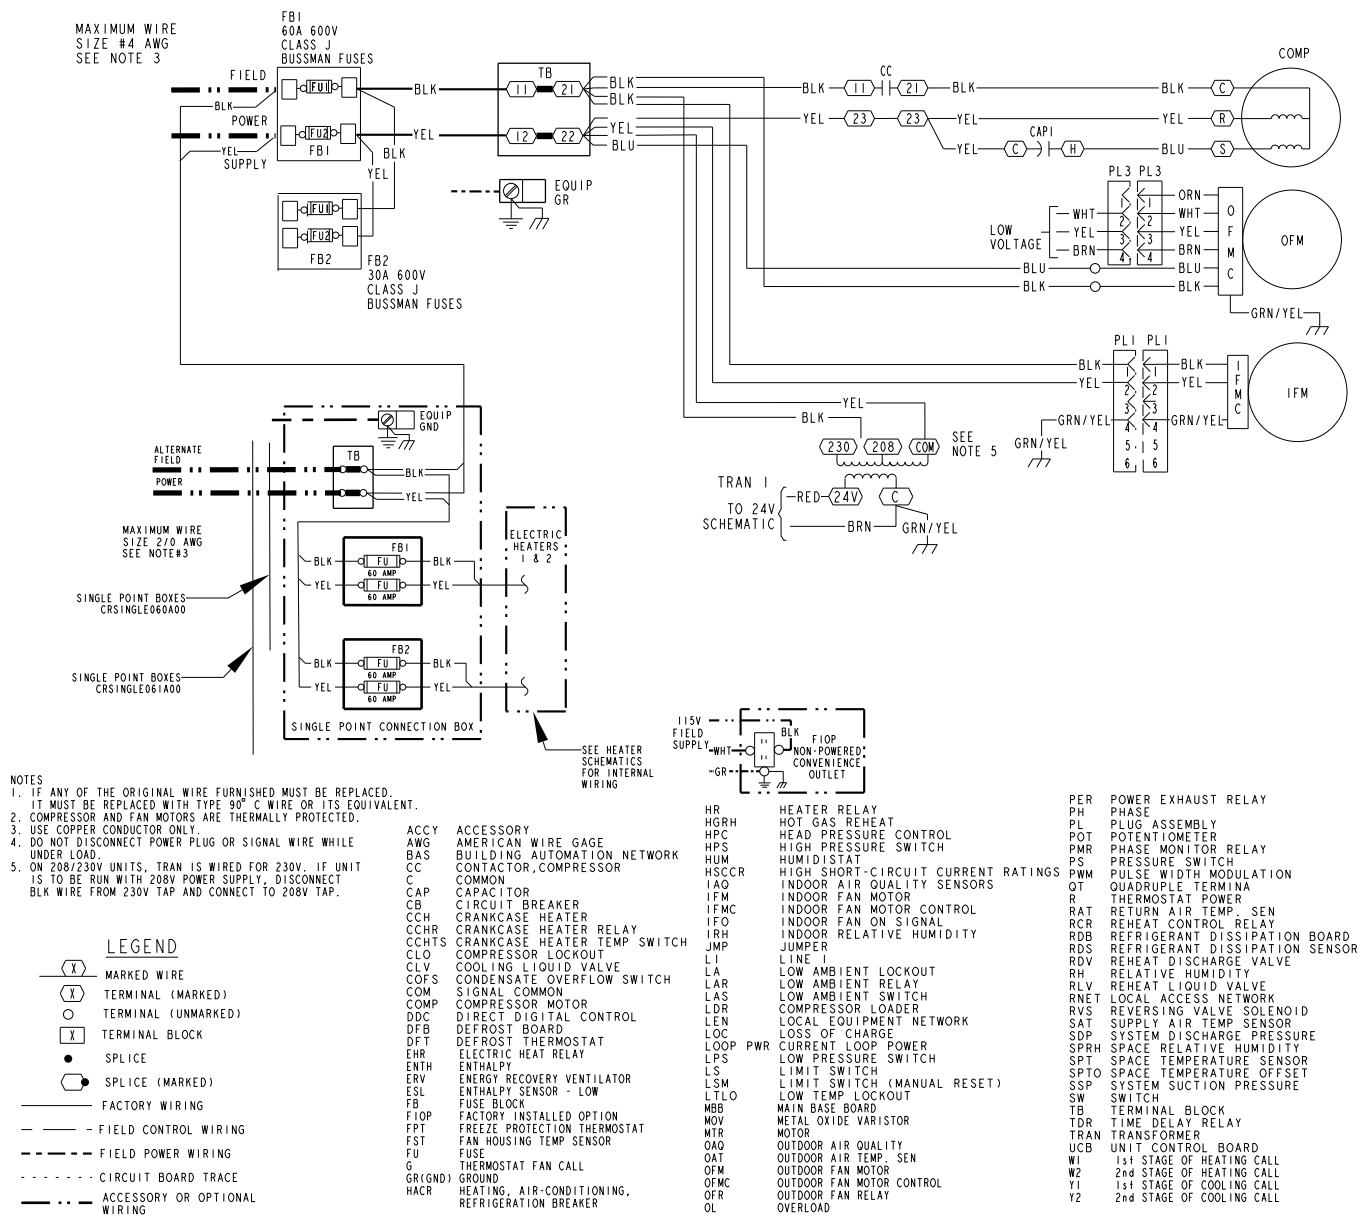 FB1
60A 600V
CLASS J
BUSSMAN FUSES
MAXIMUM WIRE
SIZE #4 AWG
SEE NOTE 3
FIELD
BLK
POWER
YEL
SUPPLY
FU1
FU2
FB1
BLK
YEL
BLK
YEL
FU1
FU2
FB2
FB2
30A 600V
CLASS J
BUSSMAN FUSES
TB
11 21
12 22
EQUIP
GR
BLK
BLK
YEL
BLU
CC
BLK 11 21 BLK BLK C
YEL 23 23 YEL YEL R
CAP1
YEL C H BLU S
COMP
PL3 PL3
LOW
VOLTAGE
1 1 ORN
WHT 2 2 WHT
YEL 3 3 YEL
BRN 4 4 BRN
BLU BLU
BLK BLK
O
F
M
C
OFM
GRN/YEL
PL1 PL1
BLK 1 1 BLK
YEL 2 2 YEL
3 3
GRN/YEL 4 4 GRN/YEL
5 5
6 6
GRN/YEL
I
F
M
C
IFM
YEL
BLK
230 208 COM
SEE
NOTE 5
TRAN 1
RED 24V C
TO 24V
SCHEMATIC
BRN GRN/YEL
EQUIP
GND
ALTERNATE
FIELD
POWER
TB
BLK
YEL
MAXIMUM WIRE
SIZE 2/0 AWG
SEE NOTE#3
SINGLE POINT BOXES
CRSINGLE060A00
SINGLE POINT BOXES
CRSINGLE061A00
FB1
BLK FU BLK
60 AMP
YEL FU YEL
60 AMP
FB2
BLK FU BLK
60 AMP
YEL FU YEL
60 AMP
ELECTRIC
HEATERS
1 & 2
SINGLE POINT CONNECTION BOX
SEE HEATER
SCHEMATICS
FOR INTERNAL
WIRING
115V
FIELD
SUPPLY
BLK
WHT
GR
FIOP
NON-POWERED
CONVENIENCE
OUTLET
NOTES
1. IF ANY OF THE ORIGINAL WIRE FURNISHED MUST BE REPLACED.
IT MUST BE REPLACED WITH TYPE 90° C WIRE OR ITS EQUIVALENT.
2. COMPRESSOR AND FAN MOTORS ARE THERMALLY PROTECTED.
3. USE COPPER CONDUCTOR ONLY.
4. DO NOT DISCONNECT POWER PLUG OR SIGNAL WIRE WHILE
UNDER LOAD.
5. ON 208/230V UNITS, TRAN IS WIRED FOR 230V. IF UNIT
IS TO BE RUN WITH 208V POWER SUPPLY, DISCONNECT
BLK WIRE FROM 230V TAP AND CONNECT TO 208V TAP.
LEGEND
X MARKED WIRE
X TERMINAL (MARKED)
TERMINAL (UNMARKED)
X TERMINAL BLOCK
SPLICE
SPLICE (MARKED)
FACTORY WIRING
FIELD CONTROL WIRING
FIELD POWER WIRING
CIRCUIT BOARD TRACE
ACCESSORY OR OPTIONAL
WIRING
ACCY ACCESSORY
AWG AMERICAN WIRE GAGE
BAS BUILDING AUTOMATION NETWORK
CC CONTACTOR,COMPRESSOR
C COMMON
CAP CAPACITOR
CB CIRCUIT BREAKER
CCH CRANKCASE HEATER
CCHR CRANKCASE HEATER RELAY
CCHTS CRANKCASE HEATER TEMP SWITCH
CLO COMPRESSOR LOCKOUT
CLV COOLING LIQUID VALVE
COFS CONDENSATE OVERFLOW SWITCH
COM SIGNAL COMMON
COMP COMPRESSOR MOTOR
DDC DIRECT DIGITAL CONTROL
DFB DEFROST BOARD
DFT DEFROST THERMOSTAT
EHR ELECTRIC HEAT RELAY
ENTH ENTHALPY
ERV ENERGY RECOVERY VENTILATOR
ESL ENTHALPY SENSOR - LOW
FB FUSE BLOCK
FIOP FACTORY INSTALLED OPTION
FPT FREEZE PROTECTION THERMOSTAT
FST FAN HOUSING TEMP SENSOR
FU FUSE
G THERMOSTAT FAN CALL
GR(GND) GROUND
HACR HEATING, AIR-CONDITIONING,
REFRIGERATION BREAKER
HR HEATER RELAY
HGRH HOT GAS REHEAT
HPC HEAD PRESSURE CONTROL
HPS HIGH PRESSURE SWITCH
HUM HUMIDISTAT
HSCCR HIGH SHORT-CIRCUIT CURRENT RATINGS
IAQ INDOOR AIR QUALITY SENSORS
IFM INDOOR FAN MOTOR
IFMC INDOOR FAN MOTOR CONTROL
IFO INDOOR FAN ON SIGNAL
IRH INDOOR RELATIVE HUMIDITY
JMP JUMPER
L1 LINE 1
LA LOW AMBIENT LOCKOUT
LAR LOW AMBIENT RELAY
LAS LOW AMBIENT SWITCH
LDR COMPRESSOR LOADER
LEN LOCAL EQUIPMENT NETWORK
LOC LOSS OF CHARGE
LOOP PWR CURRENT LOOP POWER
LPS LOW PRESSURE SWITCH
LS LIMIT SWITCH
LSM LIMIT SWITCH (MANUAL RESET)
LTLO LOW TEMP LOCKOUT
MBB MAIN BASE BOARD
MOV METAL OXIDE VARISTOR
MTR MOTOR
OAQ OUTDOOR AIR QUALITY
OAT OUTDOOR AIR TEMP. SEN
OFM OUTDOOR FAN MOTOR
OFMC OUTDOOR FAN MOTOR CONTROL
OFR OUTDOOR FAN RELAY
OL OVERLOAD
PER POWER EXHAUST RELAY
PH PHASE
PL PLUG ASSEMBLY
POT POTENTIOMETER
PMR PHASE MONITOR RELAY
PS PRESSURE SWITCH
PWM PULSE WIDTH MODULATION
QT QUADRUPLE TERMINA
R THERMOSTAT POWER
RAT RETURN AIR TEMP. SEN
RCR REHEAT CONTROL RELAY
RDB REFRIGERANT DISSIPATION BOARD
RDS REFRIGERANT DISSIPATION SENSOR
RDV REHEAT DISCHARGE VALVE
RH RELATIVE HUMIDITY
RLV REHEAT LIQUID VALVE
RNET LOCAL ACCESS NETWORK
RVS REVERSING VALVE SOLENOID
SAT SUPPLY AIR TEMP SENSOR
SDP SYSTEM DISCHARGE PRESSURE
SPRH SPACE RELATIVE HUMIDITY
SPT SPACE TEMPERATURE SENSOR
SPTO SPACE TEMPERATURE OFFSET
SSP SYSTEM SUCTION PRESSURE
SW SWITCH
TB TERMINAL BLOCK
TDR TIME DELAY RELAY
TRAN TRANSFORMER
UCB UNIT CONTROL BOARD
W1 1st STAGE OF HEATING CALL
W2 2nd STAGE OF HEATING CALL
Y1 1st STAGE OF COOLING CALL
Y2 2nd STAGE OF COOLING CALL